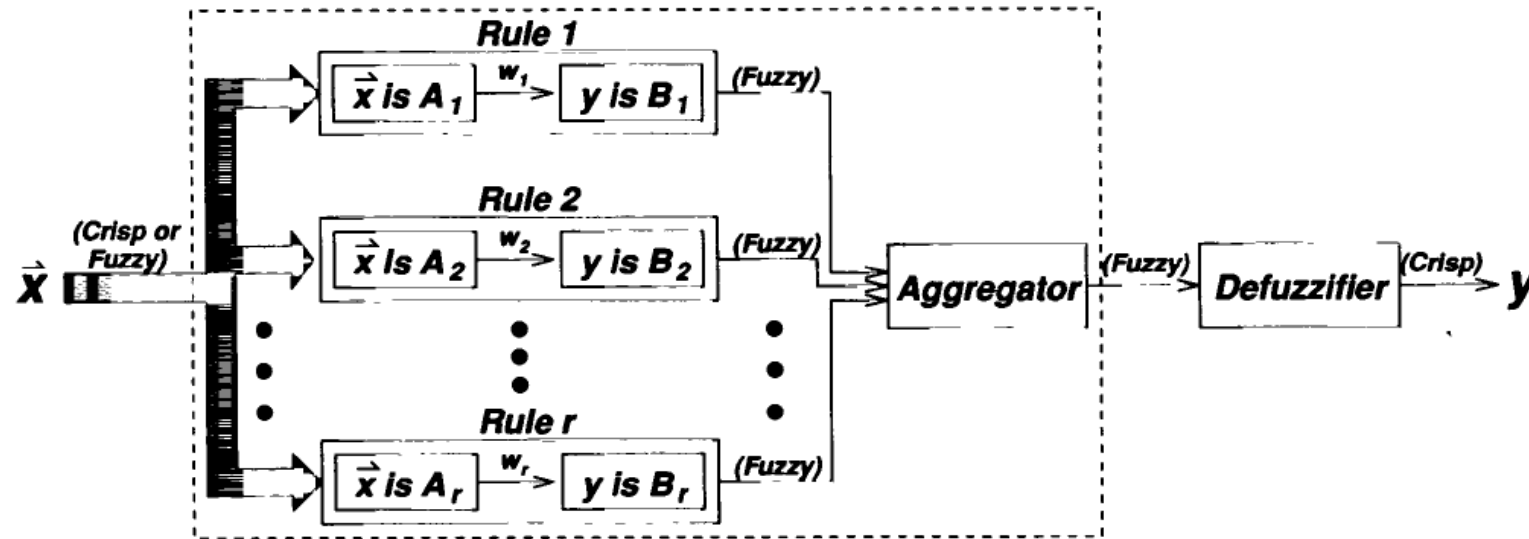 Rule 1
x⃗ is A₁
w₁
y is B₁
(Fuzzy)
Rule 2
(Crisp or
Fuzzy)
x⃗
x⃗ is A₂
w₂
y is B₂
(Fuzzy)
Aggregator
(Fuzzy)
Defuzzifier
(Crisp)
y
Rule r
x⃗ is Aᵣ
wᵣ
y is Bᵣ
(Fuzzy)